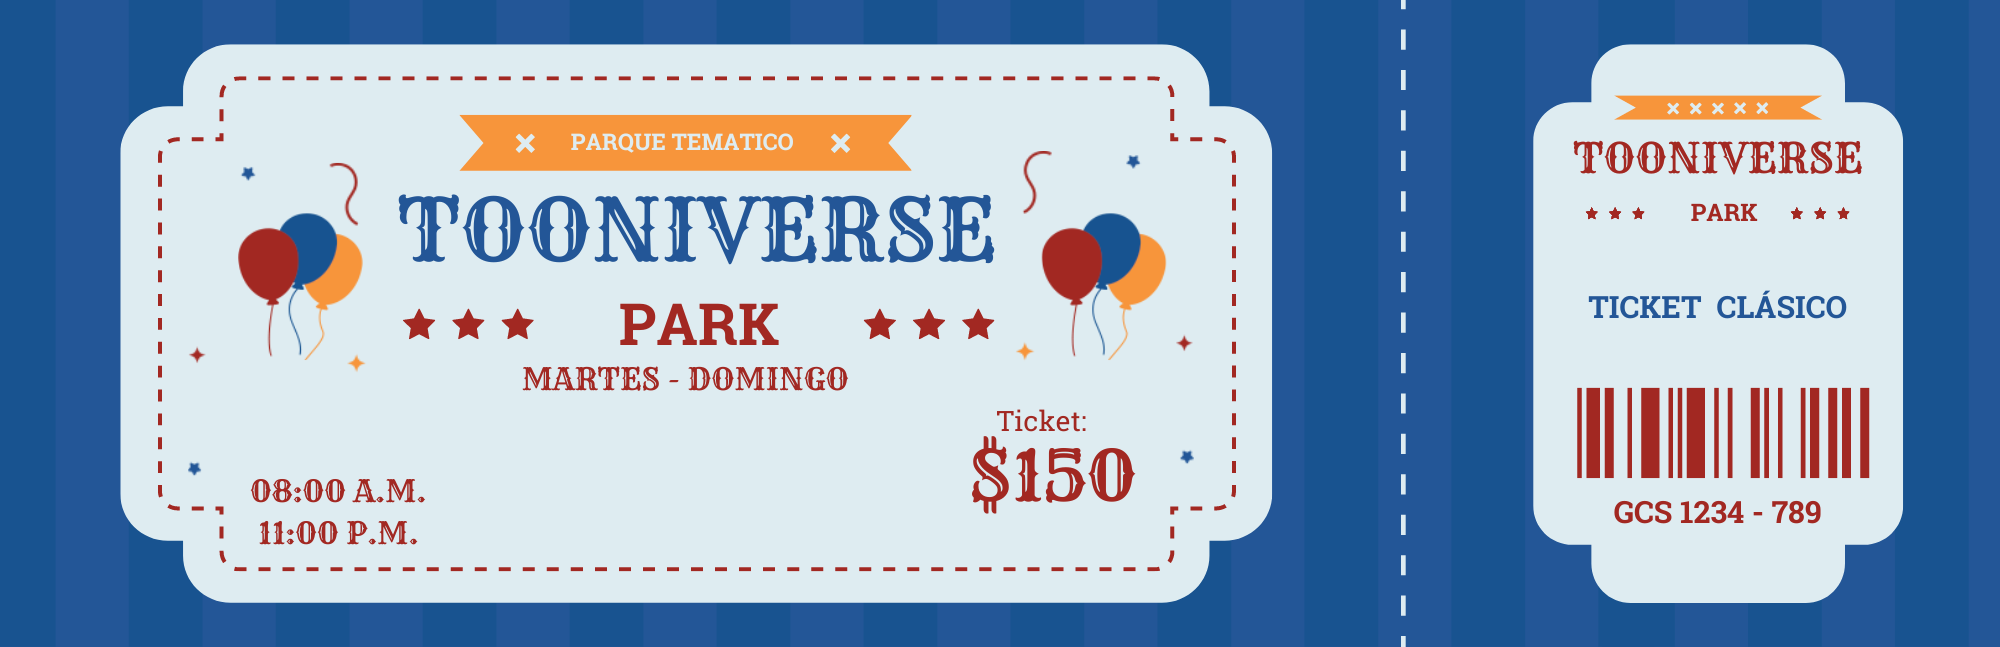 PARQUE TEMATICO
TOONIVERSE
PARK
MARTES - DOMINGO
Ticket:
$150
08:00 A.M.
11:00 P.M.
TOONIVERSE
PARK
TICKET CLÁSICO
GCS 1234 - 789